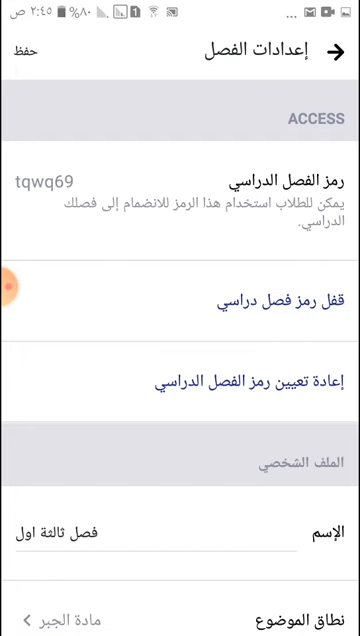 ٢:٤٥ ص ٨٠%
إعدادات الفصل
حفظ
ACCESS
رمز الفصل الدراسي
tqwq69
يمكن للطلاب استخدام هذا الرمز للانضمام إلى فصلك
الدراسي.
قفل رمز فصل دراسي
إعادة تعيين رمز الفصل الدراسي
الملف الشخصي
الإسم
فصل ثالثة اول
نطاق الموضوع
مادة الجبر